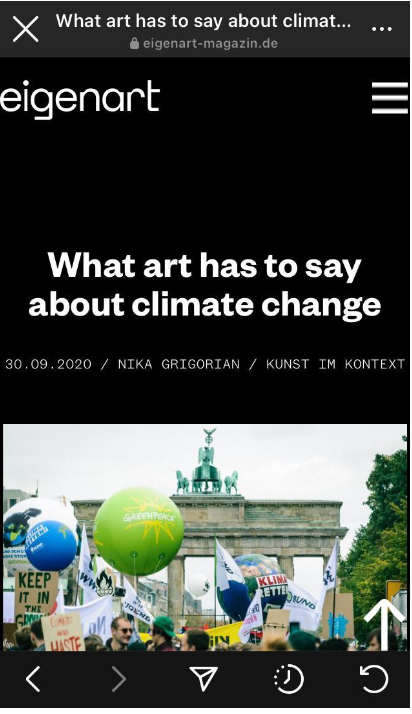 What art has to say about climat...
eigenart-magazin.de
eigenart
What art has to say
about climate change
30.09.2020 / NIKA GRIGORIAN / KUNST IM KONTEXT
GREENPEACE
KEEP
IT IN
THE
KLIMA
BUND